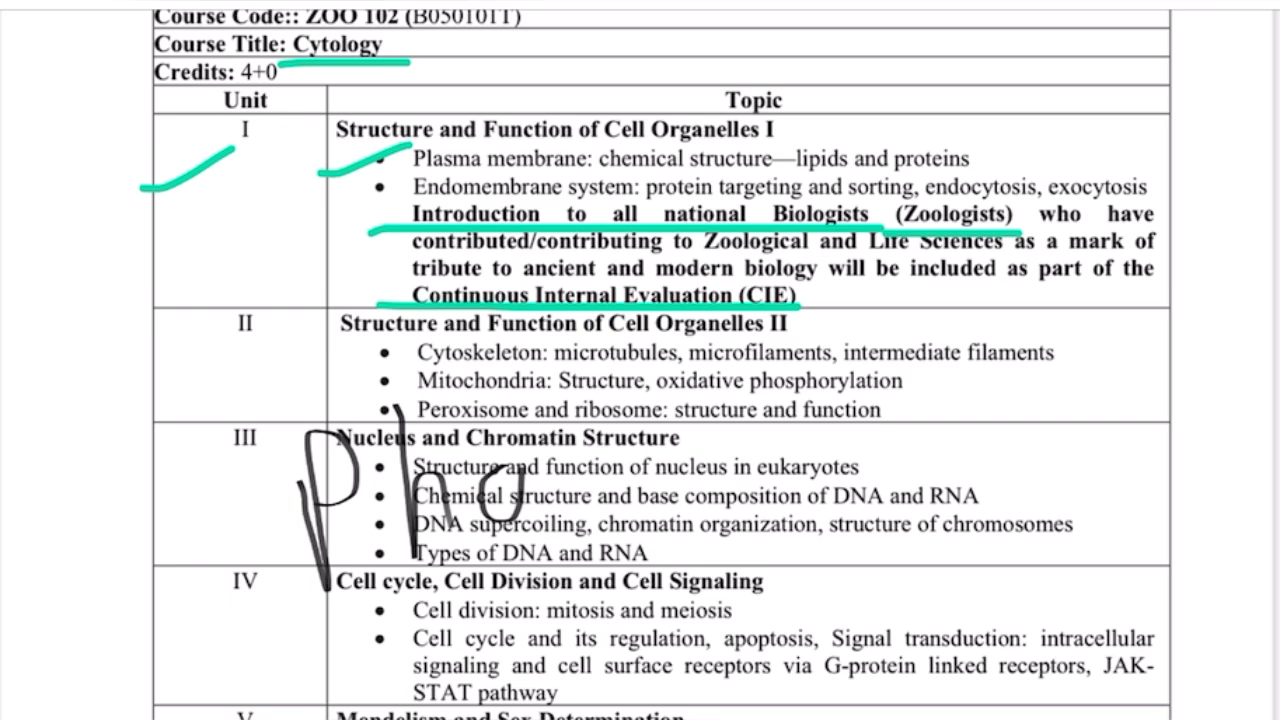 Course Code:: ZOO 102 (B050101T)
Course Title: Cytology
Credits: 4+0
Unit Topic
I Structure and Function of Cell Organelles I
• Plasma membrane: chemical structure—lipids and proteins
• Endomembrane system: protein targeting and sorting, endocytosis, exocytosis
Introduction to all national Biologists (Zoologists) who have
contributed/contributing to Zoological and Life Sciences as a mark of
tribute to ancient and modern biology will be included as part of the
Continuous Internal Evaluation (CIE)
II Structure and Function of Cell Organelles II
• Cytoskeleton: microtubules, microfilaments, intermediate filaments
• Mitochondria: Structure, oxidative phosphorylation
• Peroxisome and ribosome: structure and function
III Nucleus and Chromatin Structure
• Structure and function of nucleus in eukaryotes
• Chemical structure and base composition of DNA and RNA
• DNA supercoiling, chromatin organization, structure of chromosomes
• Types of DNA and RNA
Pho
IV Cell cycle, Cell Division and Cell Signaling
• Cell division: mitosis and meiosis
• Cell cycle and its regulation, apoptosis, Signal transduction: intracellular
signaling and cell surface receptors via G-protein linked receptors, JAK-
STAT pathway
V Mendelism and Sex Determination